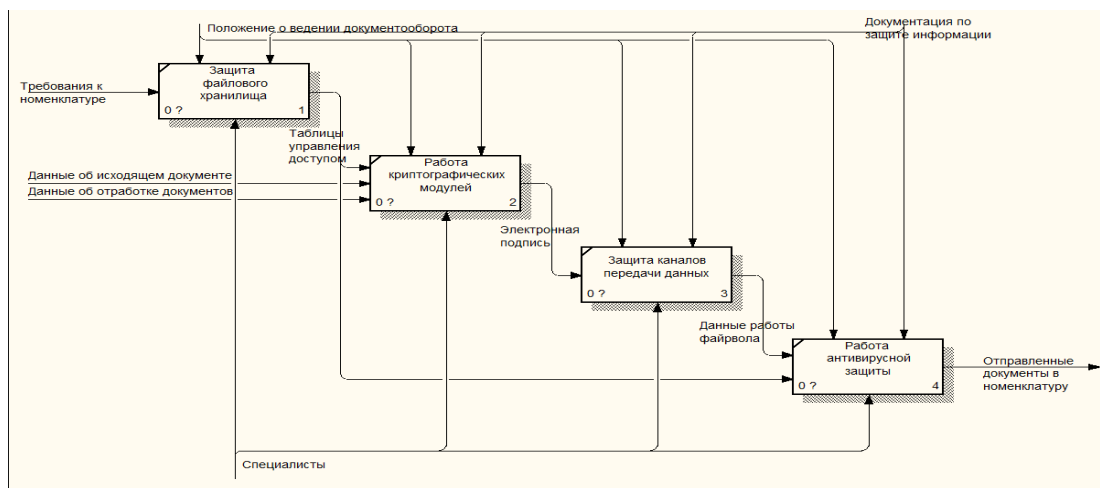 Положение о ведении документооборота
Документация по
защите информации
Требования к
номенклатуре
Защита
файлового
хранилища
0 ?
1
Таблицы
управления
доступом
Данные об исходящем документе
Данные об отработке документов
Работа
криптографических
модулей
0 ?
2
Электронная
подпись
Защита каналов
передачи данных
0 ?
3
Данные работы
файрвола
Работа
антивирусной
защиты
0 ?
4
Отправленные
документы в
номенклатуру
Специалисты